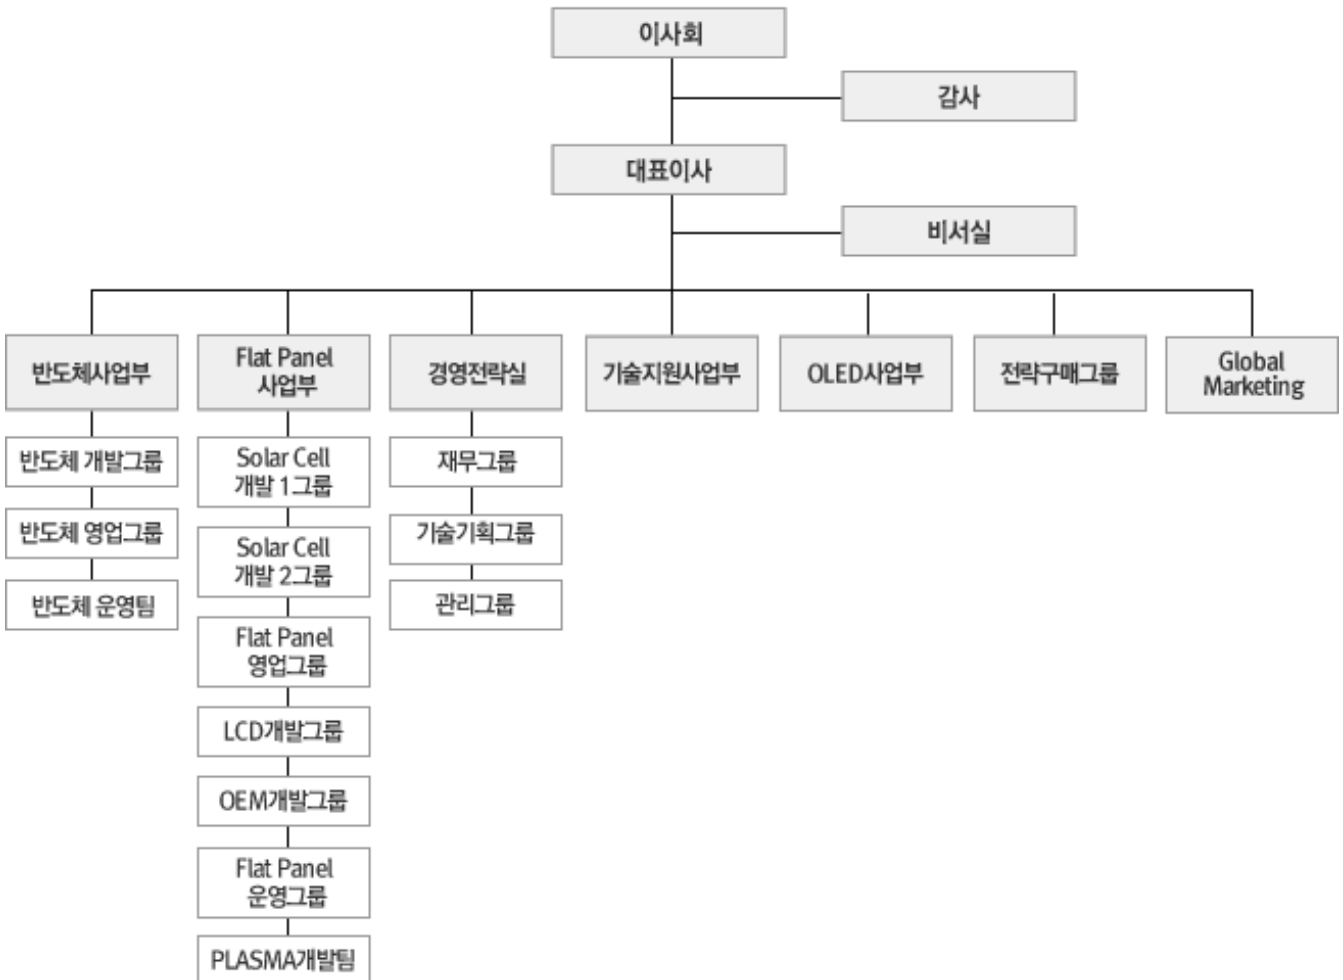 이사회
감사
대표이사
비서실
반도체사업부
Flat Panel
사업부
경영전략실
기술지원사업부
OLED사업부
전략구매그룹
Global
Marketing
반도체 개발그룹
반도체 영업그룹
반도체 운영팀
Solar Cell
개발 1그룹
Solar Cell
개발 2그룹
Flat Panel
영업그룹
LCD개발그룹
OEM개발그룹
Flat Panel
운영그룹
PLASMA개발팀
재무그룹
기술기획그룹
관리그룹